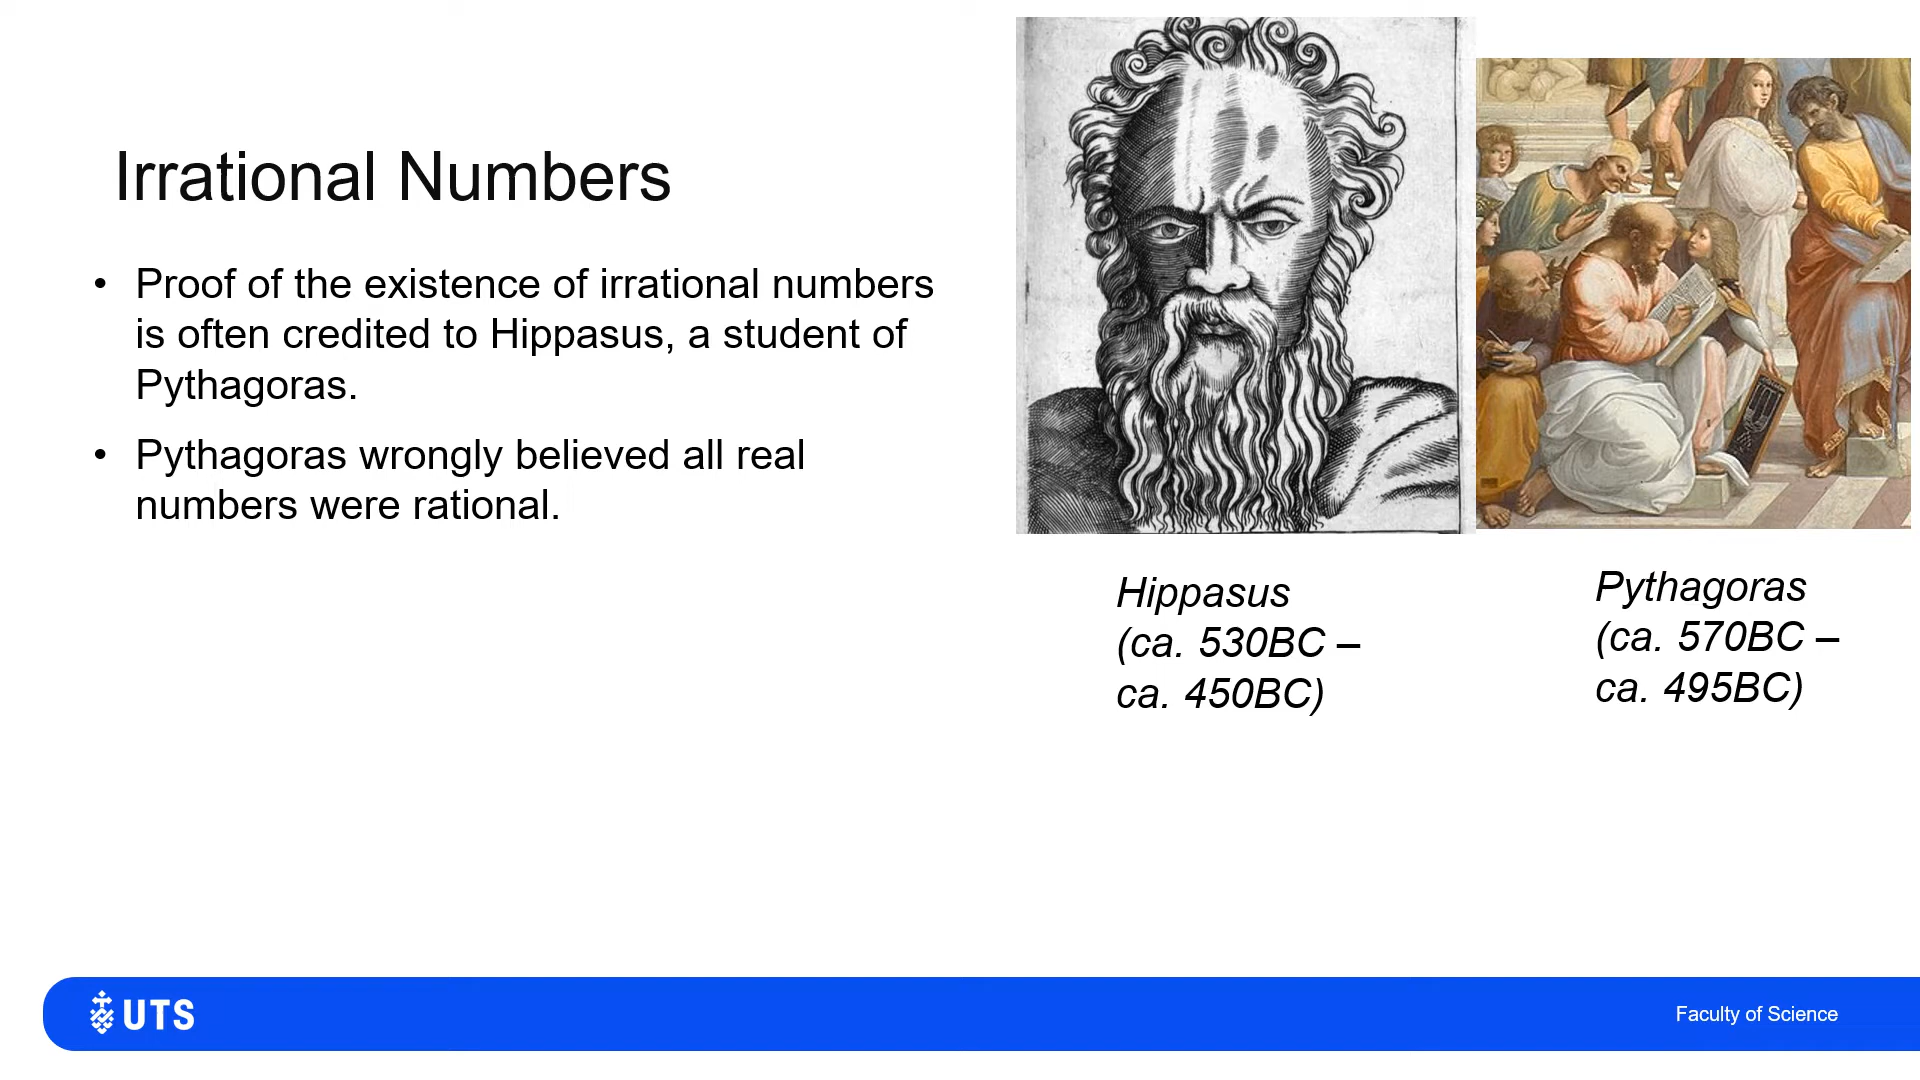 Irrational Numbers
• Proof of the existence of irrational numbers
is often credited to Hippasus, a student of
Pythagoras.
• Pythagoras wrongly believed all real
numbers were rational.
Hippasus
(ca. 530BC –
ca. 450BC)
Pythagoras
(ca. 570BC –
ca. 495BC)
UTS
Faculty of Science